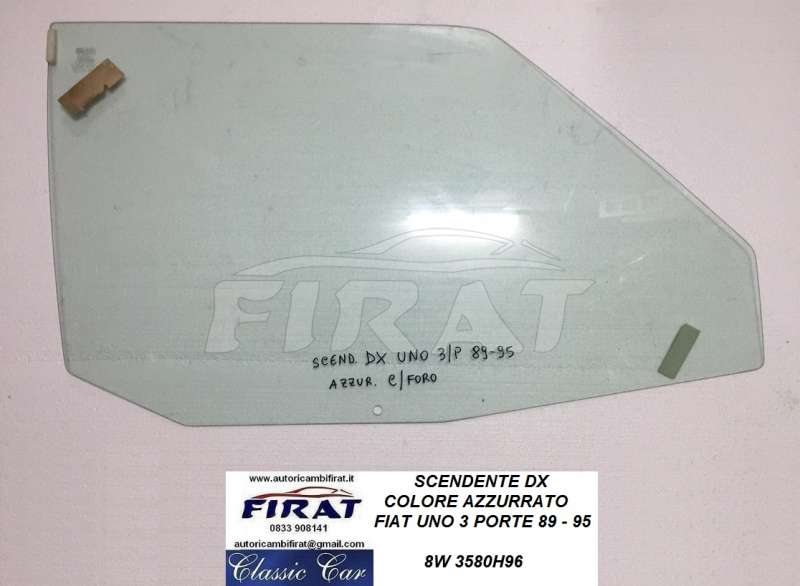 FIRAT
SCEND. DX UNO 3/P 89-95
AZZUR. C/FORO
www.autoricambifirat.it
FIRAT
0833 908141
autoricambifirat@gmail.com
Classic Car
SCENDENTE DX
COLORE AZZURRATO
FIAT UNO 3 PORTE 89 - 95
8W 3580H96